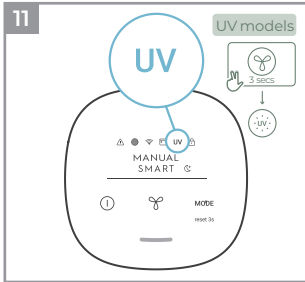 11
UV models
UV
3 secs
UV
UV
MANUAL
SMART
MODE
reset 3s